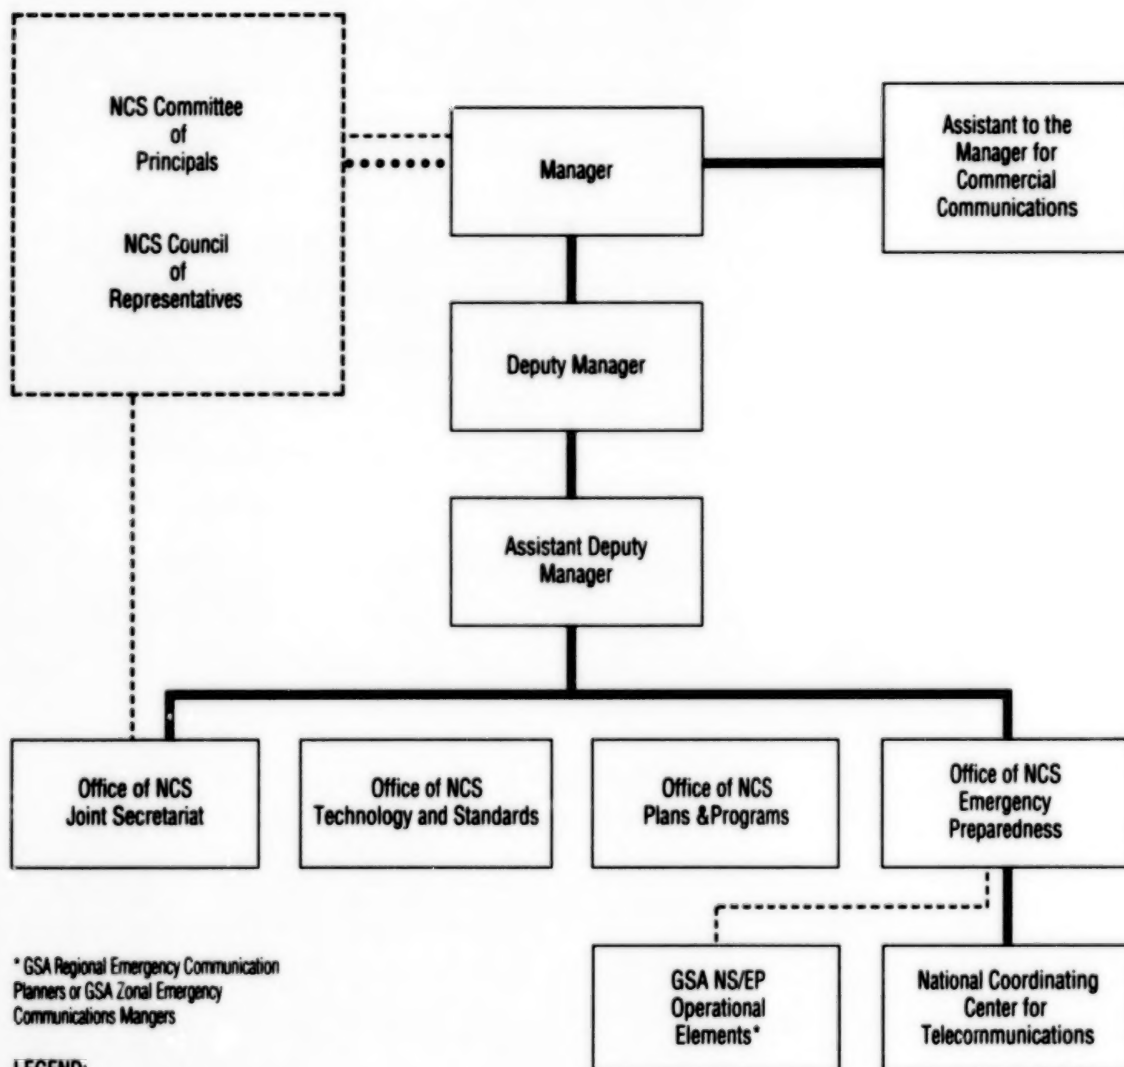 NCS Committee
of
Principals
NCS Council
of
Representatives
Manager
Assistant to the
Manager for
Commercial
Communications
Deputy Manager
Assistant Deputy
Manager
Office of NCS
Joint Secretariat
Office of NCS
Technology and Standards
Office of NCS
Plans &Programs
Office of NCS
Emergency
Preparedness
* GSA Regional Emergency Communication
Planners or GSA Zonal Emergency
Communications Mangers
GSA NS/EP
Operational
Elements*
National Coordinating
Center for
Telecommunications
LEGEND: